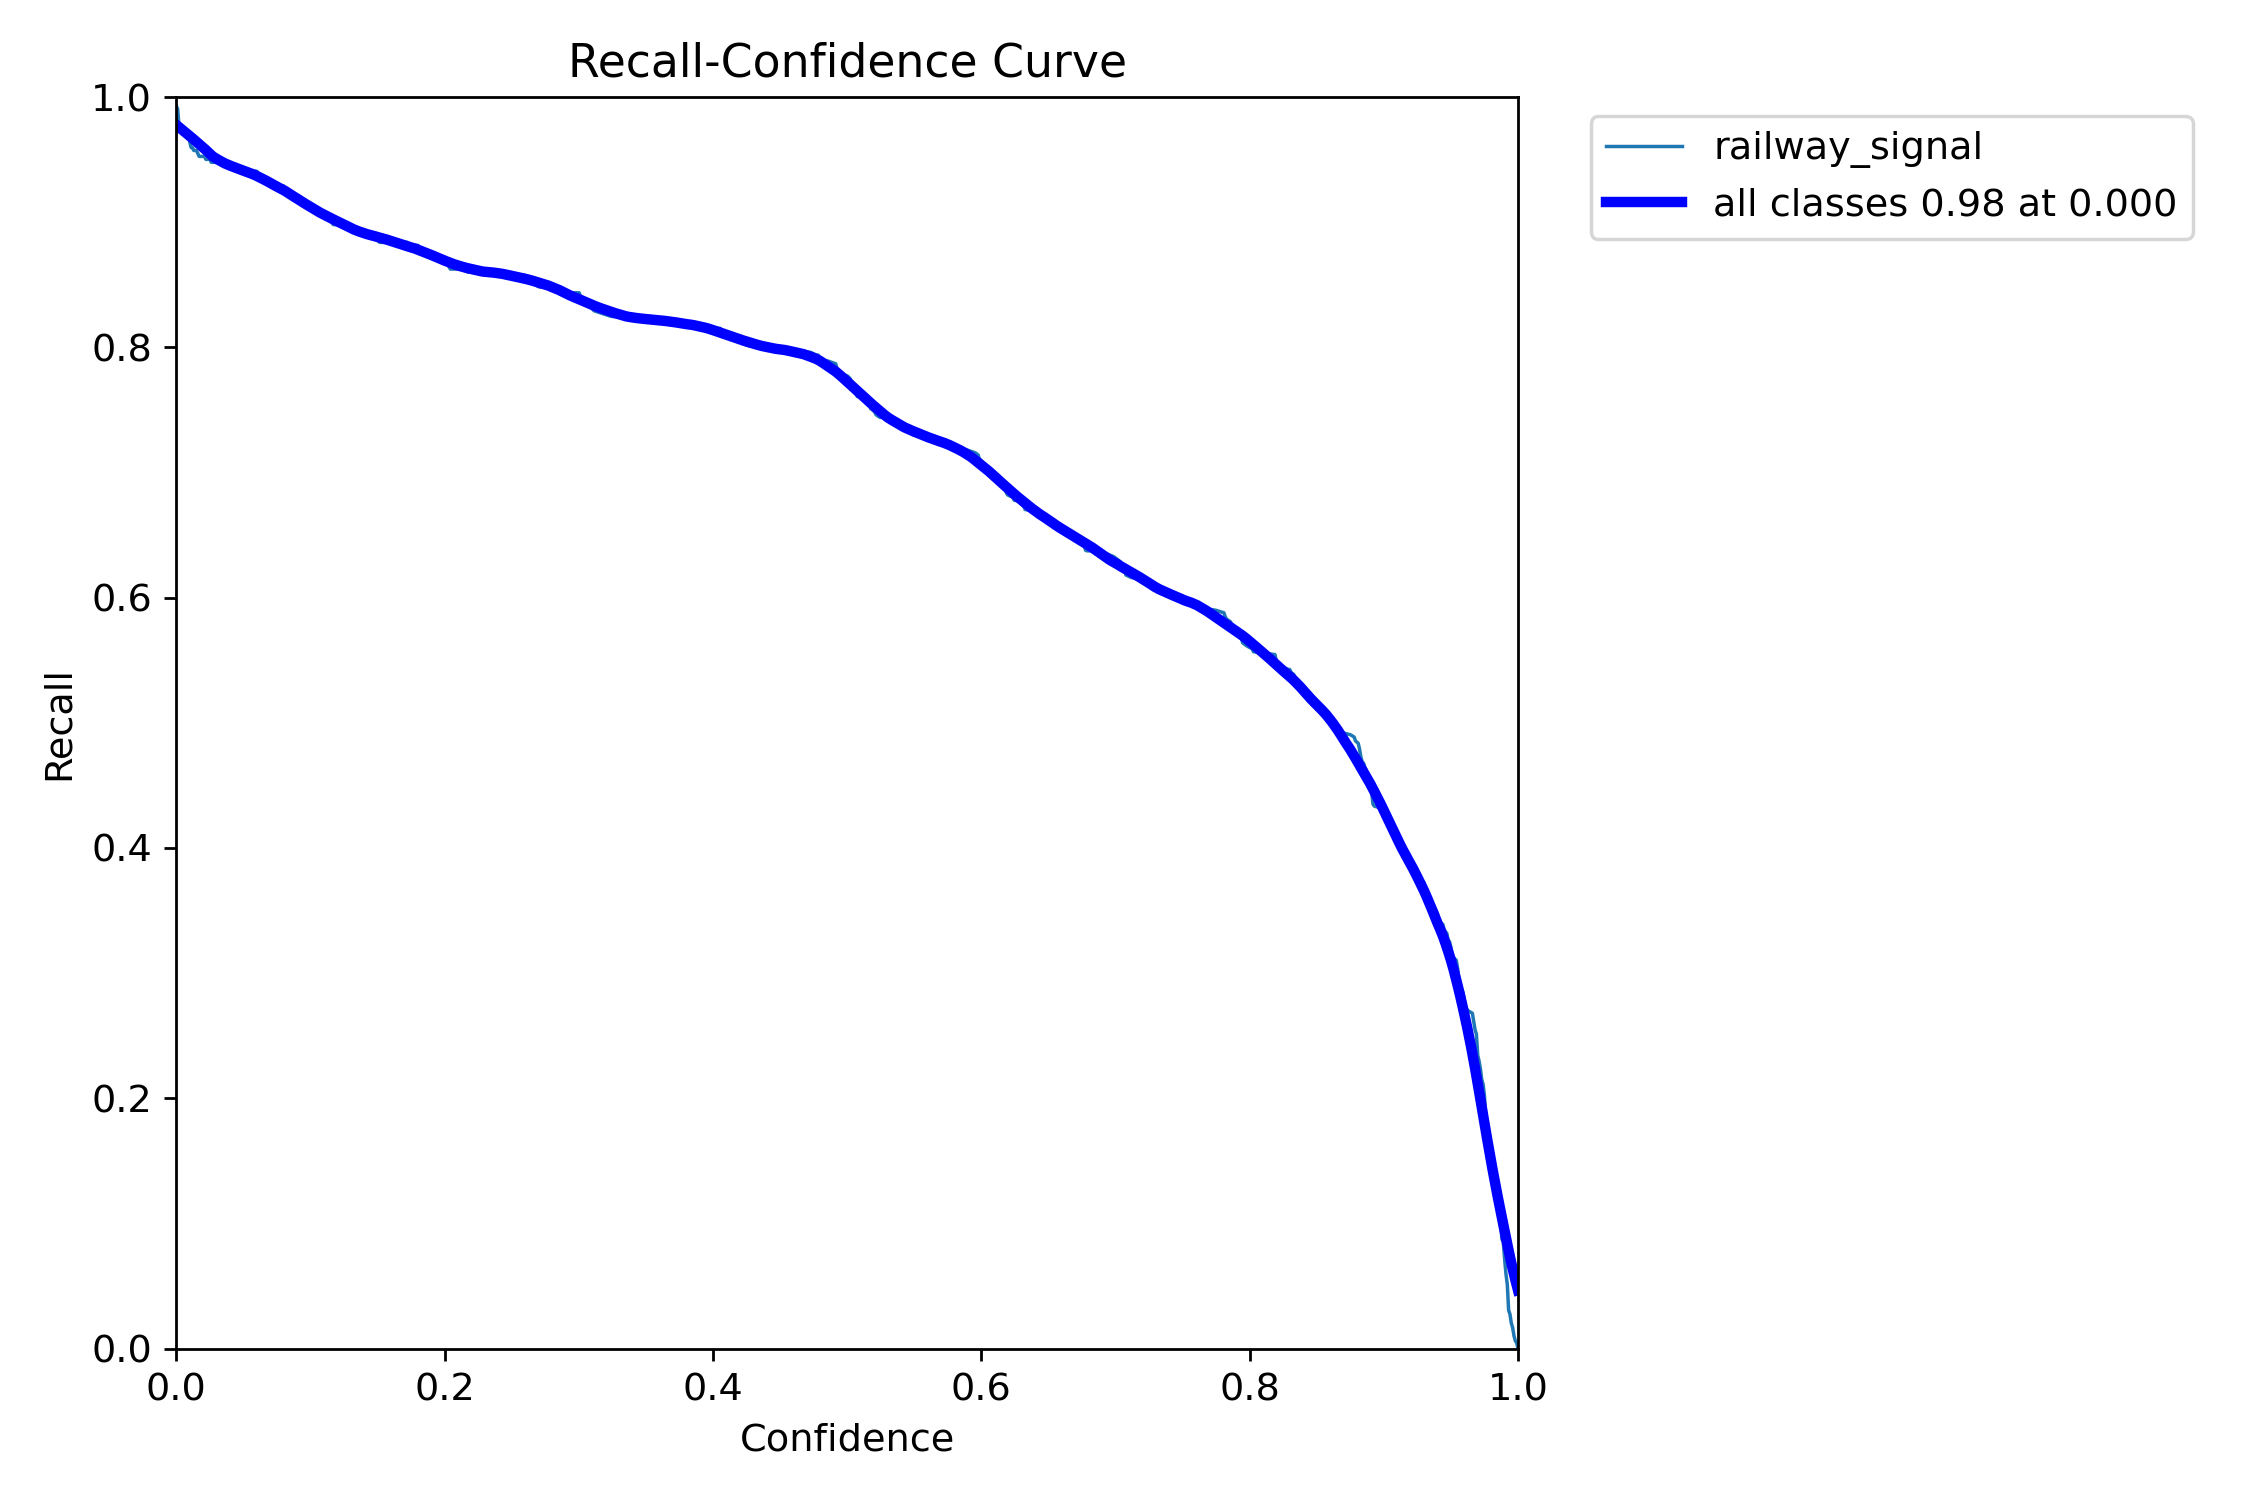 Recall-Confidence Curve
railway_signal
all classes 0.98 at 0.000
Recall
1.0
0.8
0.6
0.4
0.2
0.0
0.0 0.2 0.4 0.6 0.8 1.0
Confidence